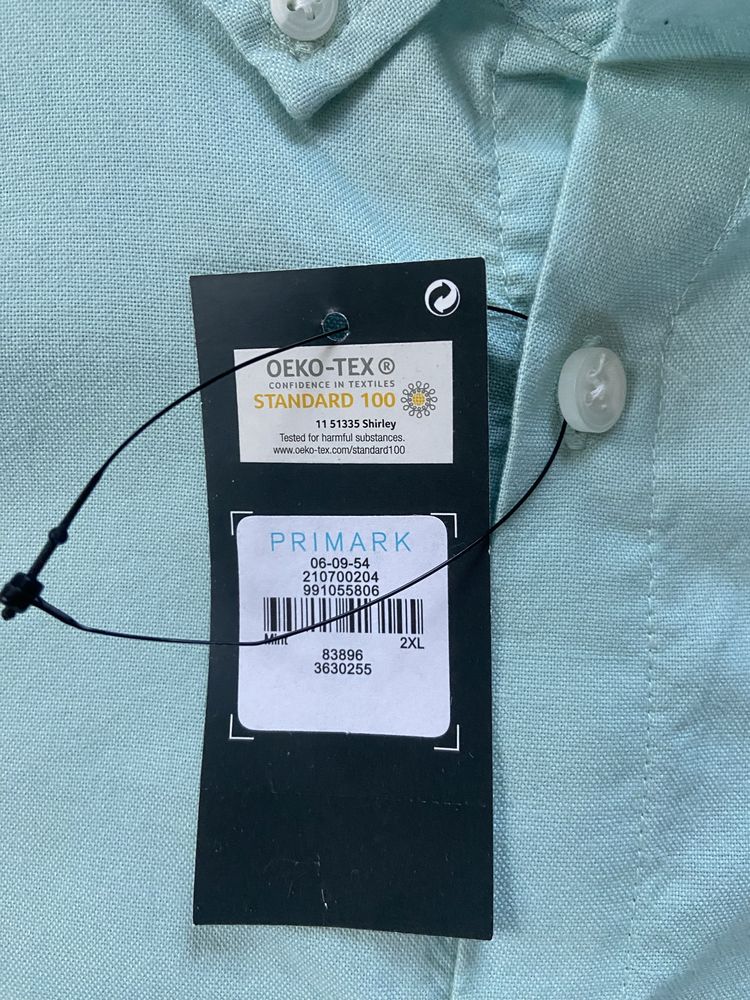 OEKO-TEX ®
CONFIDENCE IN TEXTILES
STANDARD 100
11 51335 Shirley
Tested for harmful substances.
www.oeko-tex.com/standard100
PRIMARK
06-09-54
210700204
991055806
Mint 2XL
83896
3630255